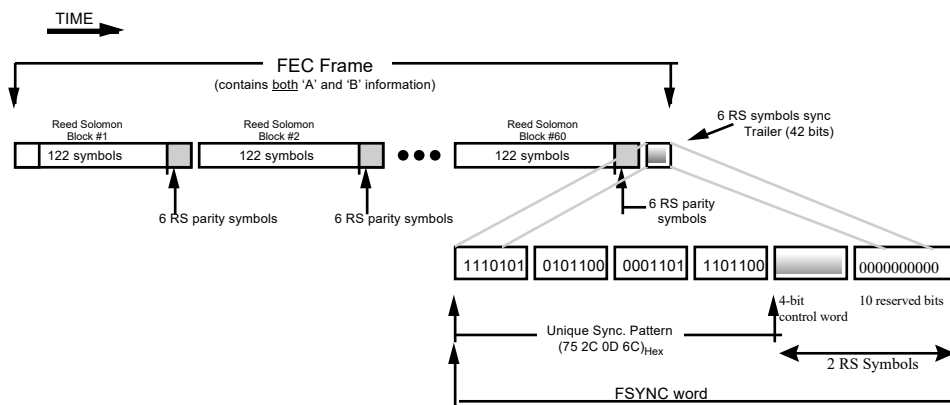 TIME
FEC Frame
(contains both ‘A’ and ‘B’ information)
6 RS symbols sync
Trailer (42 bits)
Reed Solomon
Block #1
Reed Solomon
Block #2
Reed Solomon
Block #60
122 symbols
122 symbols
122 symbols
6 RS parity symbols
6 RS parity symbols
6 RS parity
symbols
1110101
0101100
0001101
1101100
0000000000
4-bit
control word
10 reserved bits
Unique Sync. Pattern
(75 2C 0D 6C)Hex
2 RS Symbols
FSYNC word